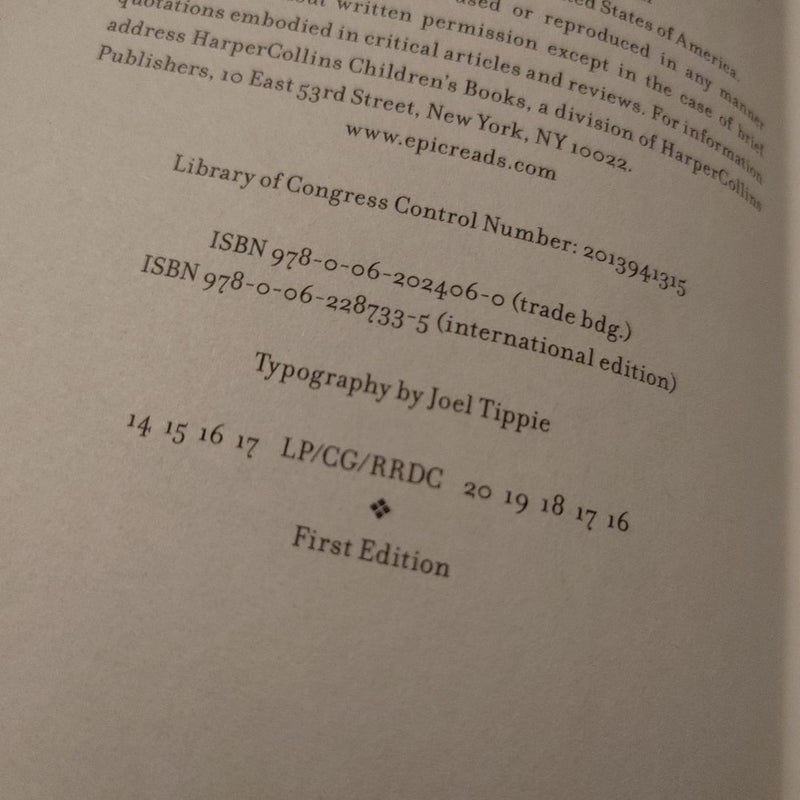 States of America.
or reproduced in any manner
written permission except in the case of brief
quotations embodied in critical articles and reviews. For information
address HarperCollins Children's Books, a division of HarperCollins
Publishers, 10 East 53rd Street, New York, NY 10022.
www.epicreads.com
Library of Congress Control Number: 2013941315
ISBN 978-0-06-202406-0 (trade bdg.)
ISBN 978-0-06-228733-5 (international edition)
Typography by Joel Tippie
14 15 16 17 LP/CG/RRDC 20 19 18 17 16
❖
First Edition